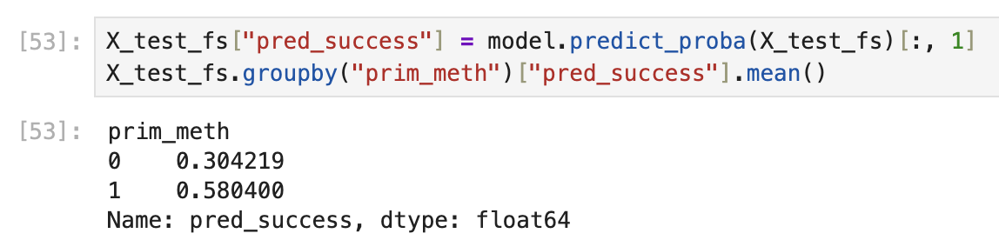 [53]: X_test_fs["pred_success"] = model.predict_proba(X_test_fs)[:, 1]
X_test_fs.groupby("prim_meth")["pred_success"].mean()
[53]: prim_meth
0    0.304219
1    0.580400
Name: pred_success, dtype: float64